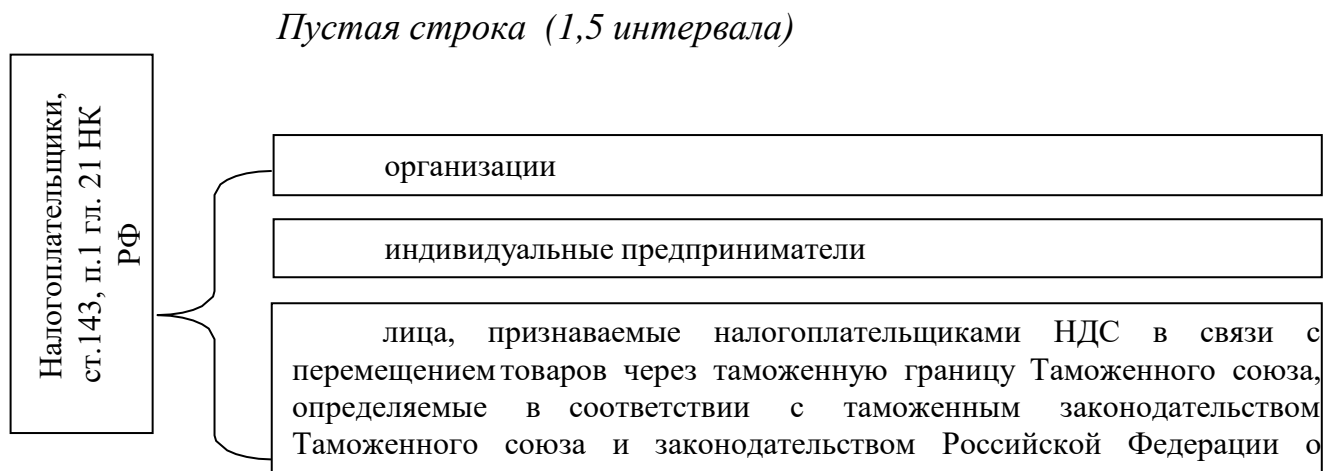 Пустая строка (1,5 интервала)
Налогоплательщики,
ст.143, п.1 гл. 21 НК
РФ
организации
индивидуальные предприниматели
лица, признаваемые налогоплательщиками НДС в связи с
перемещением товаров через таможенную границу Таможенного союза,
определяемые в соответствии с таможенным законодательством
Таможенного союза и законодательством Российской Федерации о